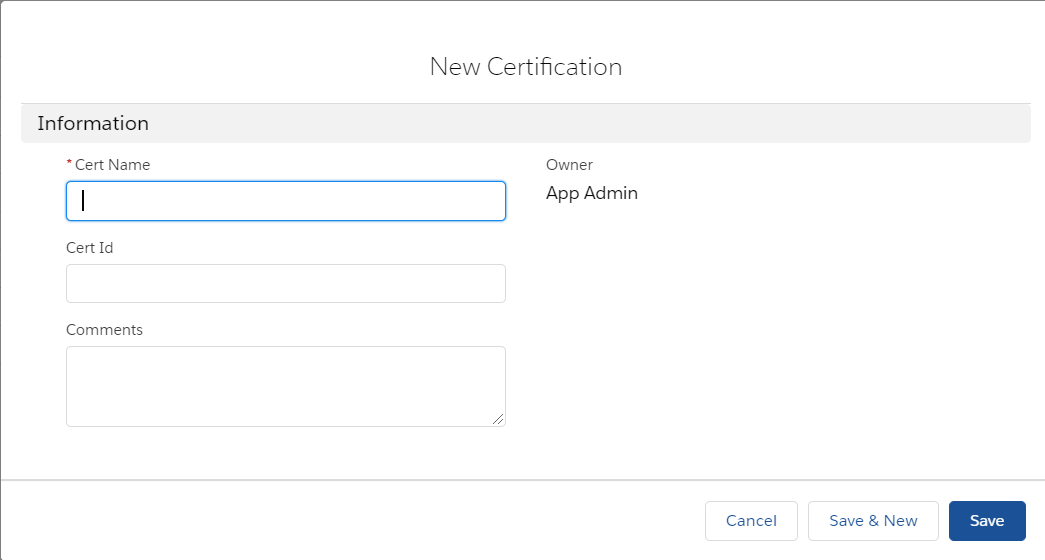 New Certification
Information
* Cert Name
Owner
App Admin
Cert Id
Comments
Cancel
Save & New
Save